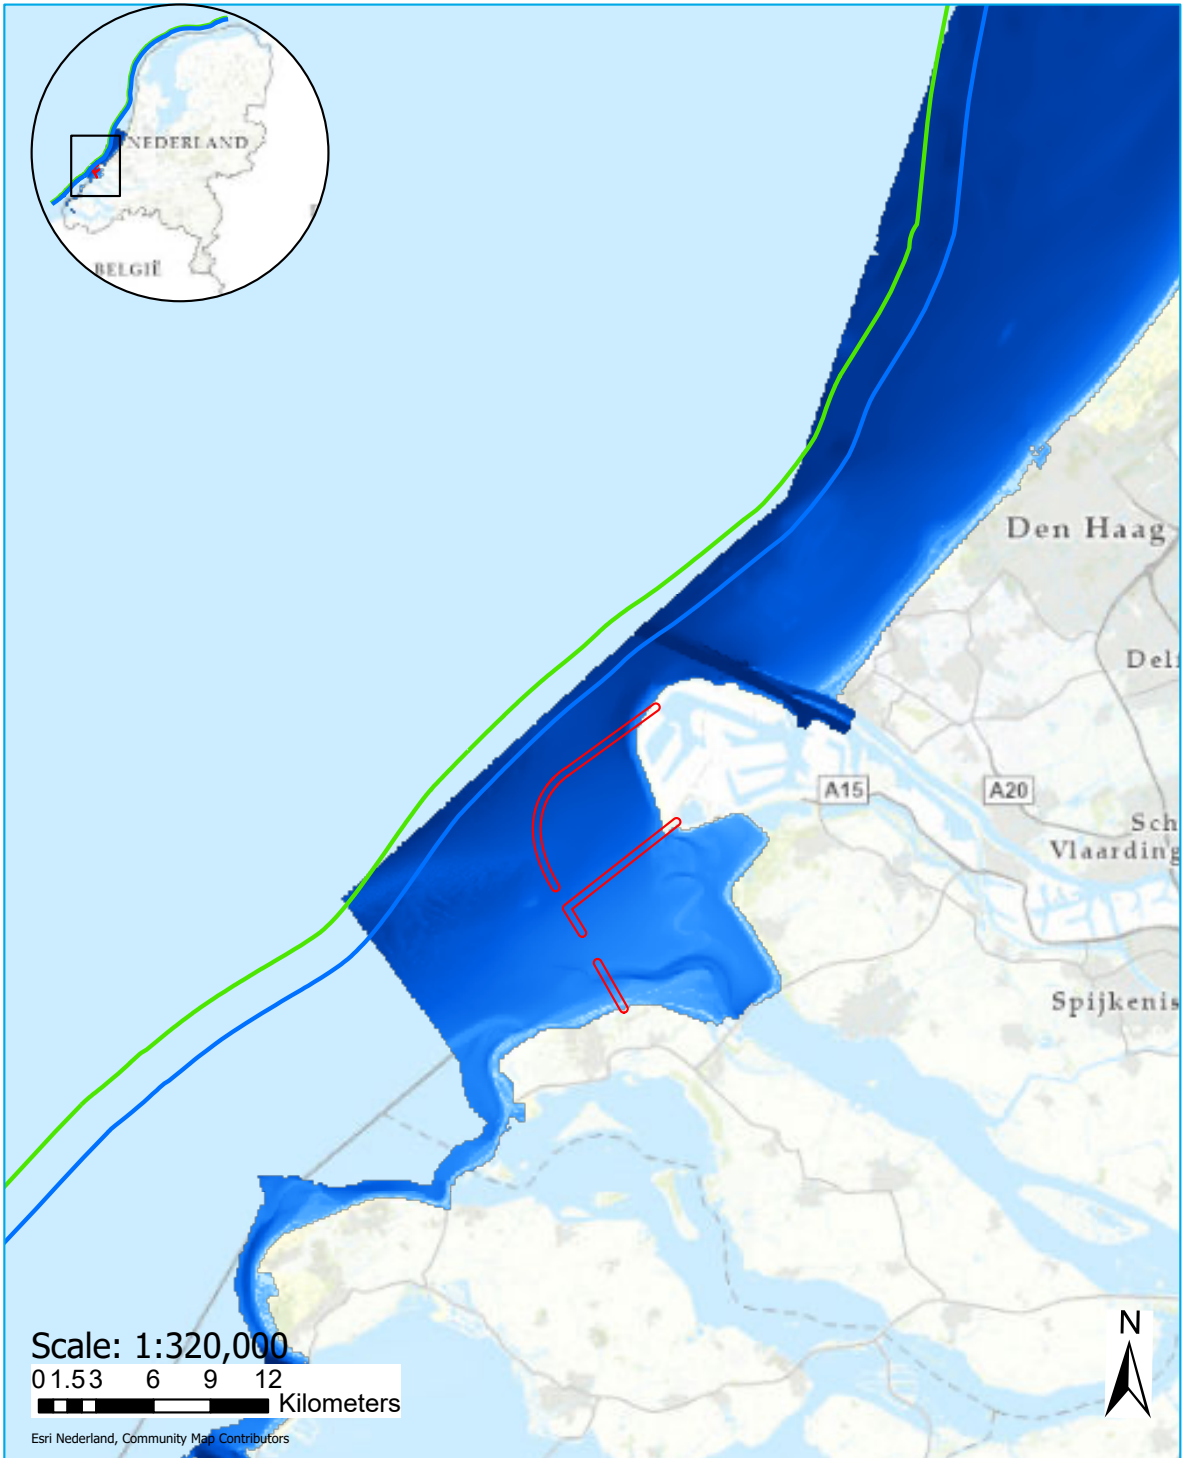 NEDERLAND
BELGIË
Den Haag
Delf
A15
A20
Sch
Vlaarding
Spijkenis
Scale: 1:320,000
0 1.5 3 6 9 12
Kilometers
Esri Nederland, Community Map Contributors
N